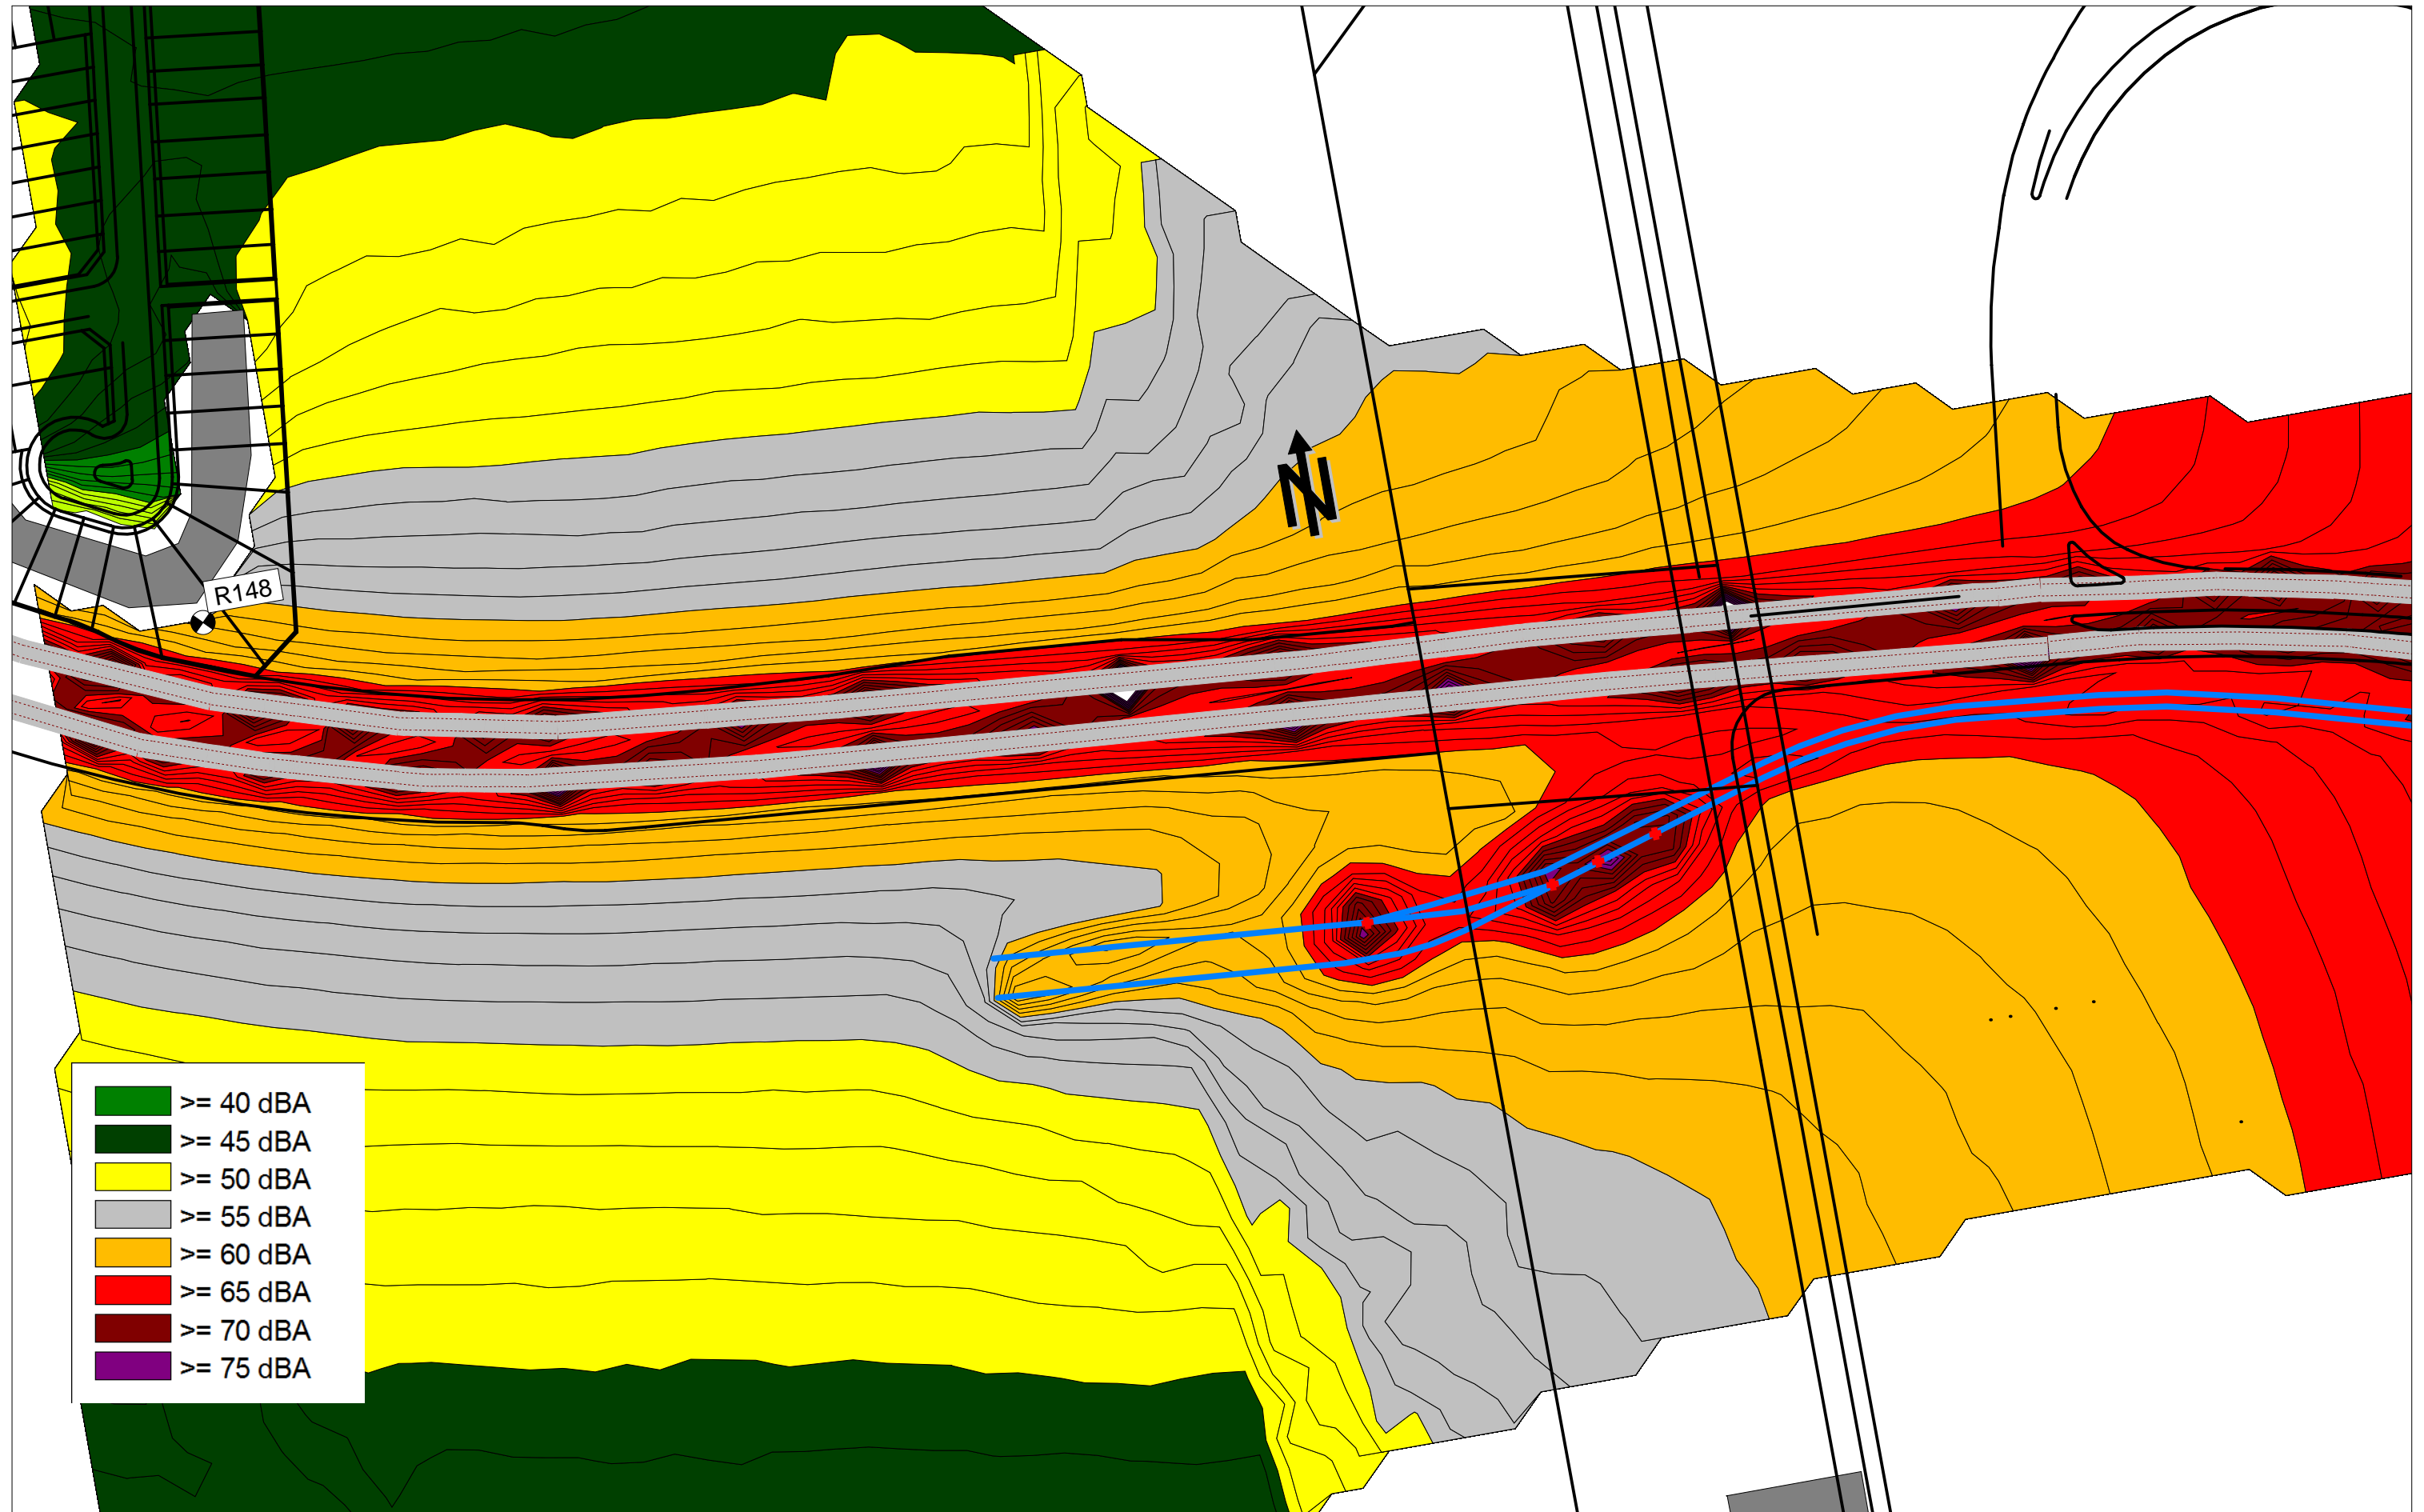 N
R148
>= 40 dBA
>= 45 dBA
>= 50 dBA
>= 55 dBA
>= 60 dBA
>= 65 dBA
>= 70 dBA
>= 75 dBA